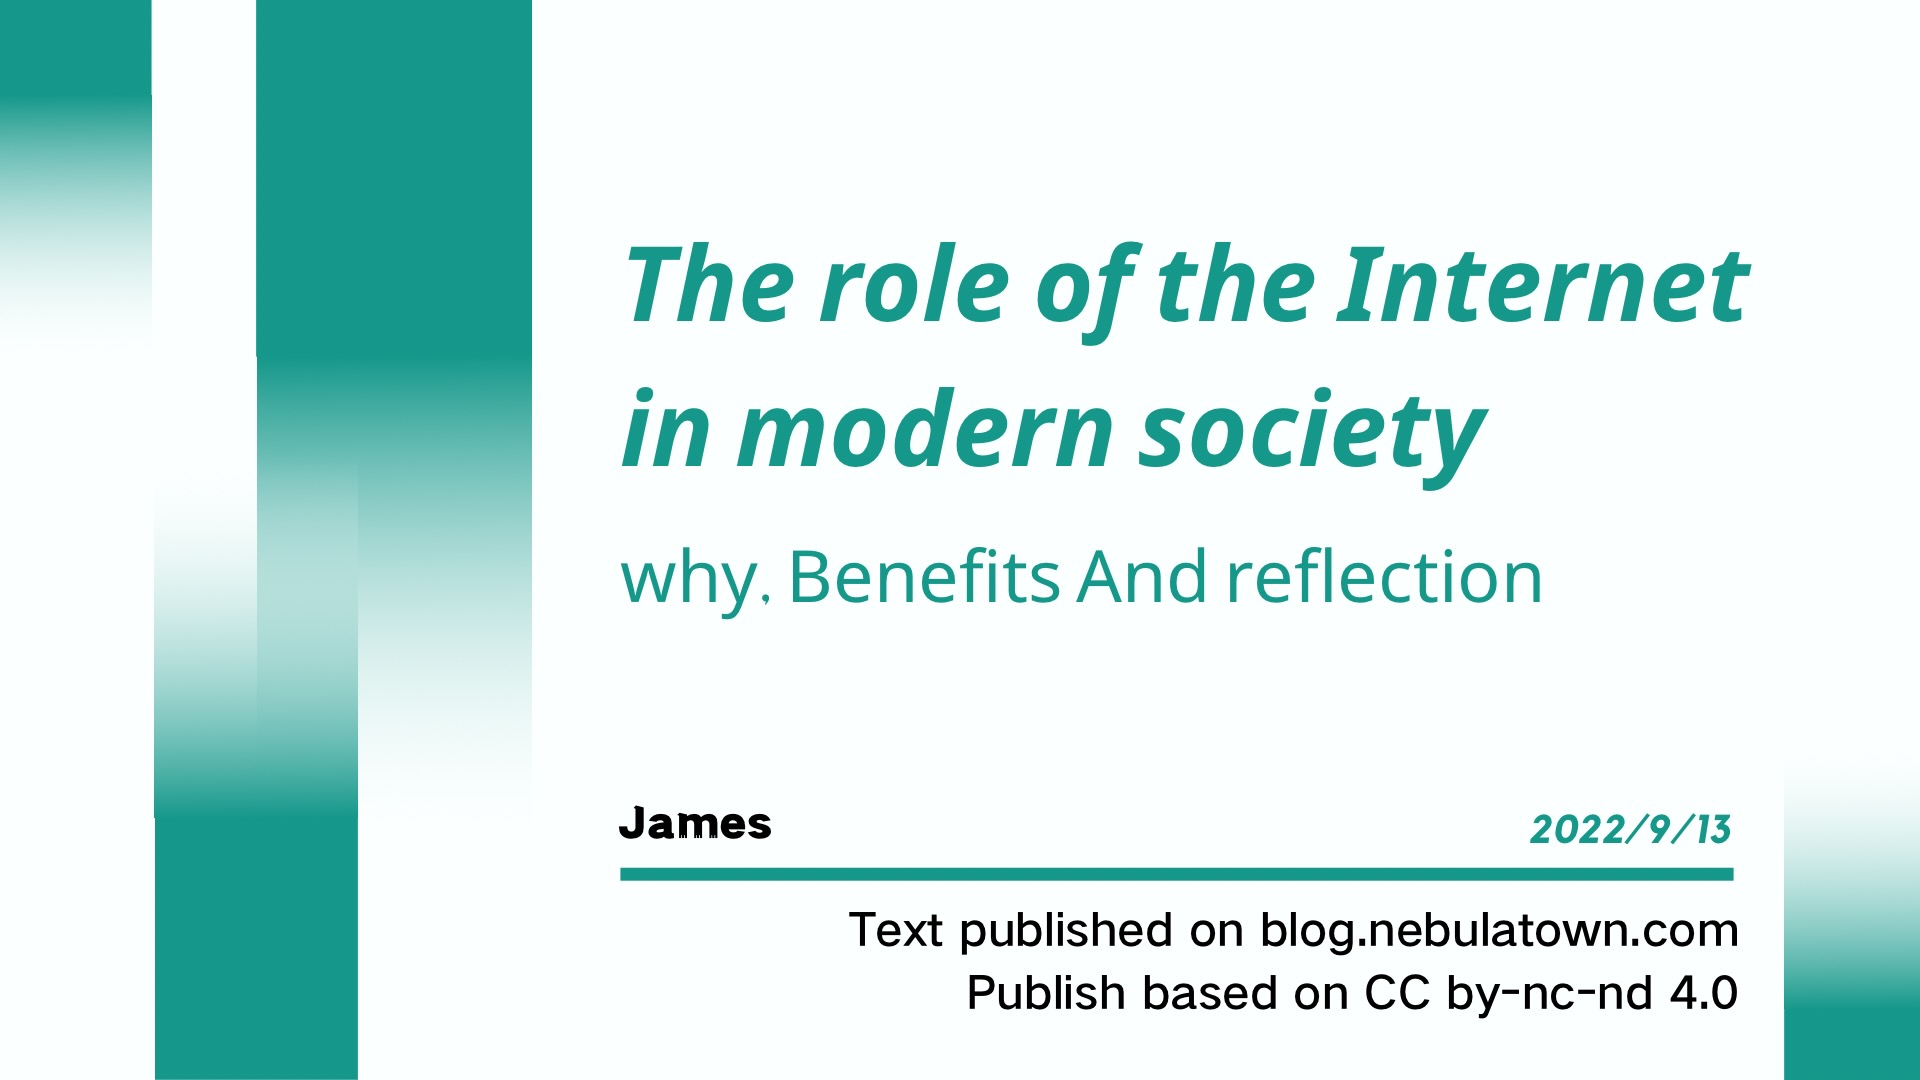 The role of the Internet
in modern society
why, Benefits And reflection
James
2022/9/13
Text published on blog.nebulatown.com
Publish based on CC by-nc-nd 4.0